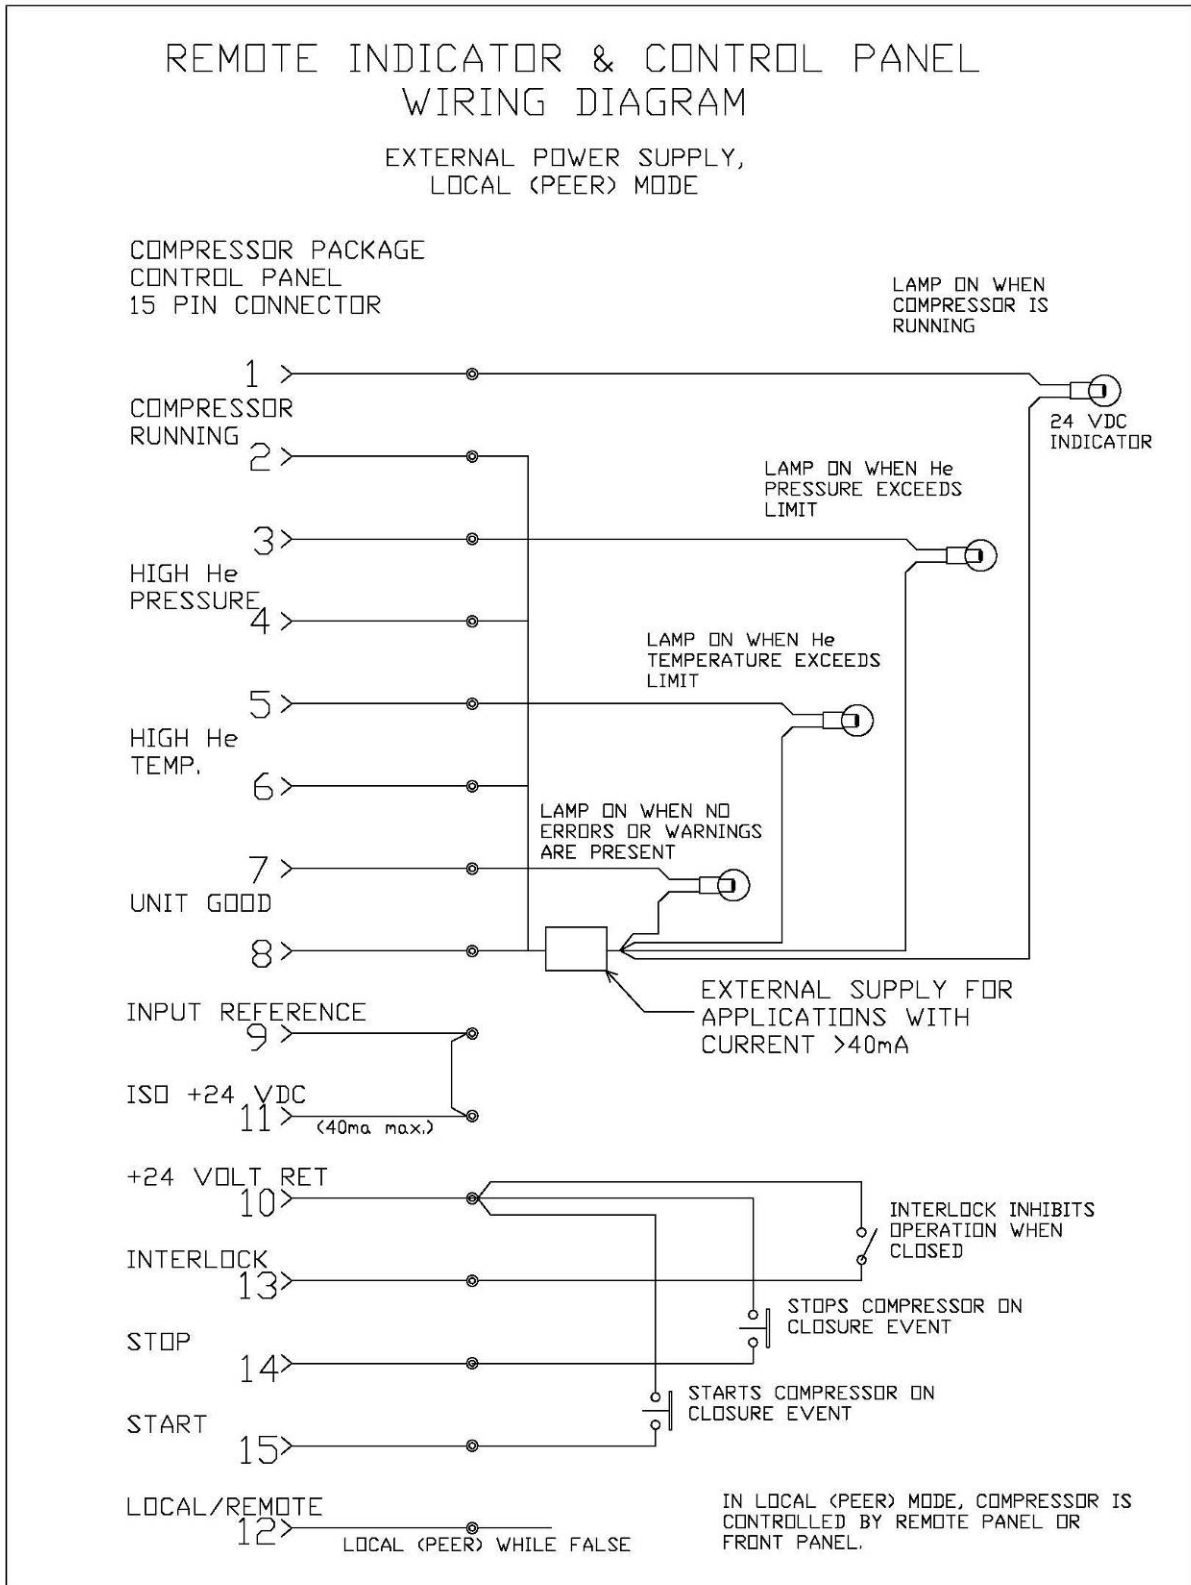 REMOTE INDICATOR & CONTROL PANEL
WIRING DIAGRAM
EXTERNAL POWER SUPPLY,
LOCAL (PEER) MODE
COMPRESSOR PACKAGE
CONTROL PANEL
15 PIN CONNECTOR
LAMP ON WHEN
COMPRESSOR IS
RUNNING
1
COMPRESSOR
RUNNING
2
24 VDC
INDICATOR
LAMP ON WHEN He
PRESSURE EXCEEDS
LIMIT
3
HIGH He
PRESSURE
4
LAMP ON WHEN He
TEMPERATURE EXCEEDS
LIMIT
5
HIGH He
TEMP.
6
LAMP ON WHEN NO
ERRORS OR WARNINGS
ARE PRESENT
7
UNIT GOOD
8
EXTERNAL SUPPLY FOR
APPLICATIONS WITH
CURRENT >40mA
INPUT REFERENCE
9
ISO +24 VDC
11
(40ma max.)
+24 VOLT RET
10
INTERLOCK INHIBITS
OPERATION WHEN
CLOSED
INTERLOCK
13
STOPS COMPRESSOR ON
CLOSURE EVENT
STOP
14
STARTS COMPRESSOR ON
CLOSURE EVENT
START
15
LOCAL/REMOTE
12
LOCAL (PEER) WHILE FALSE
IN LOCAL (PEER) MODE, COMPRESSOR IS
CONTROLLED BY REMOTE PANEL OR
FRONT PANEL.